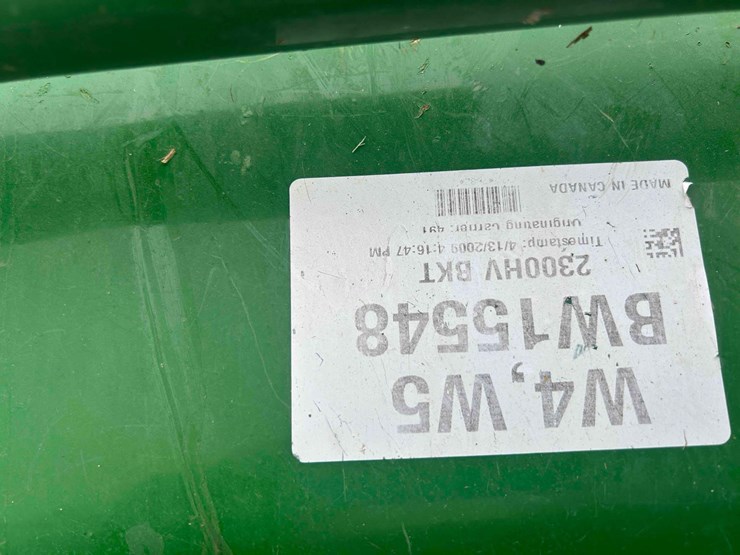 W4, W5
BW15548
2300HV BKT
Timestamp: 4/13/2009 4:16:47 PM
Originating Carrier: 491
MADE IN CANADA